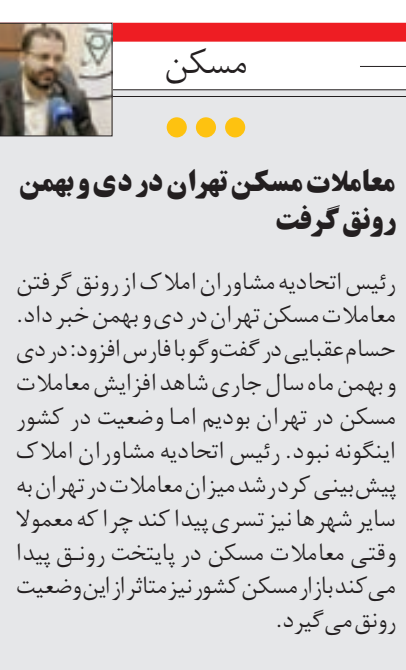 مسکن
معاملات مسکن تهران در دی و بهمن
رونق گرفت
رئیس اتحادیه مشاوران املاک از رونق گرفتن
معاملات مسکن تهران در دی و بهمن خبر داد.
حسام عقبایی در گفت‌وگو با فارس افزود: در دی
و بهمن ماه سال جاری شاهد افزایش معاملات
مسکن در تهران بودیم اما وضعیت در کشور
اینگونه نبود. رئیس اتحادیه مشاوران املاک
پیش‌بینی کرد رشد میزان معاملات در تهران به
سایر شهرها نیز تسری پیدا کند چرا که معمولا
وقتی معاملات مسکن در پایتخت رونق پیدا
می‌کند بازار مسکن کشور نیز متاثر از این وضعیت
رونق می‌گیرد.